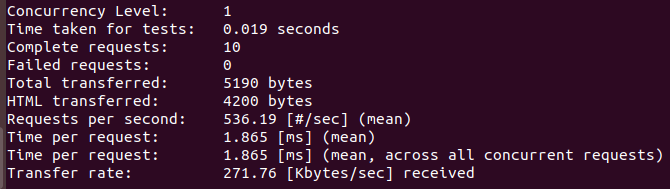 Concurrency Level:      1
Time taken for tests:   0.019 seconds
Complete requests:      10
Failed requests:        0
Total transferred:      5190 bytes
HTML transferred:       4200 bytes
Requests per second:    536.19 [#/sec] (mean)
Time per request:       1.865 [ms] (mean)
Time per request:       1.865 [ms] (mean, across all concurrent requests)
Transfer rate:          271.76 [Kbytes/sec] received